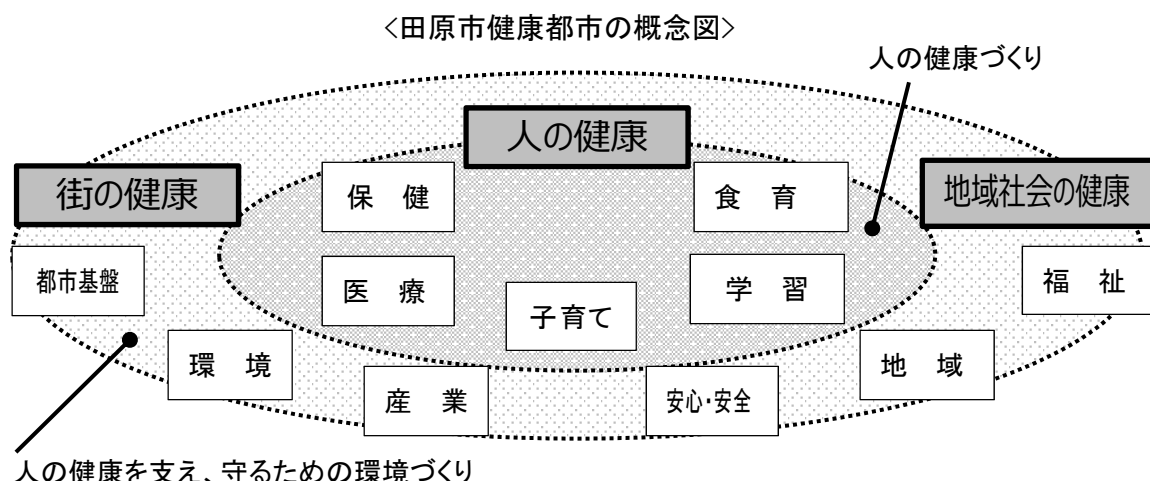 <田原市健康都市の概念図>
人の健康づくり
人の健康
街の健康
地域社会の健康
保 健
食 育
都市基盤
医 療
学 習
福 祉
子育て
環 境
地 域
産 業
安心・安全
人の健康を支え、守るための環境づくり